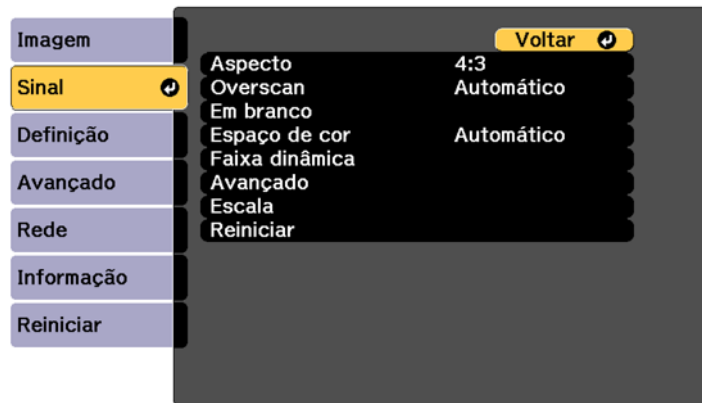 Imagem
Sinal
Definição
Avançado
Rede
Informação
Reiniciar
Voltar
Aspecto 4:3
Overscan Automático
Em branco
Espaço de cor Automático
Faixa dinâmica
Avançado
Escala
Reiniciar